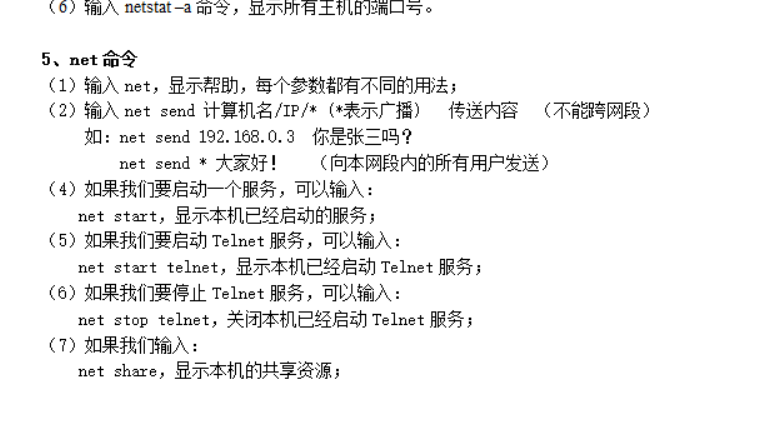 （6）输入 netstat –a 命令，显示所有主机的端口号。
5、net 命令
（1）输入 net，显示帮助，每个参数都有不同的用法；
（2）输入 net send 计算机名/IP/* (*表示广播)  传送内容 （不能跨网段）
如：net send 192.168.0.3 你是张三吗？
net send * 大家好！ （向本网段内的所有用户发送）
（4）如果我们要启动一个服务，可以输入：
net start，显示本机已经启动的服务；
（5）如果我们要启动 Telnet 服务，可以输入：
net start telnet，显示本机已经启动 Telnet 服务；
（6）如果我们要停止 Telnet 服务，可以输入：
net stop telnet，关闭本机已经启动 Telnet 服务；
（7）如果我们输入：
net share，显示本机的共享资源；